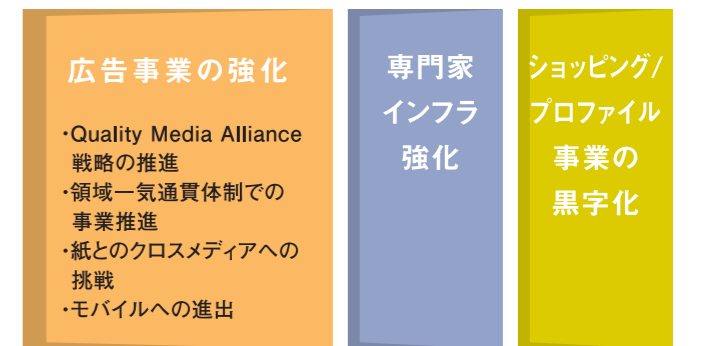 広告事業の強化
・Quality Media Alliance
戦略の推進
・領域一気通貫体制での
事業推進
・紙とのクロスメディアへの
挑戦
・モバイルへの進出
専門家
インフラ
強化
ショッピング/
プロファイル
事業の
黒字化